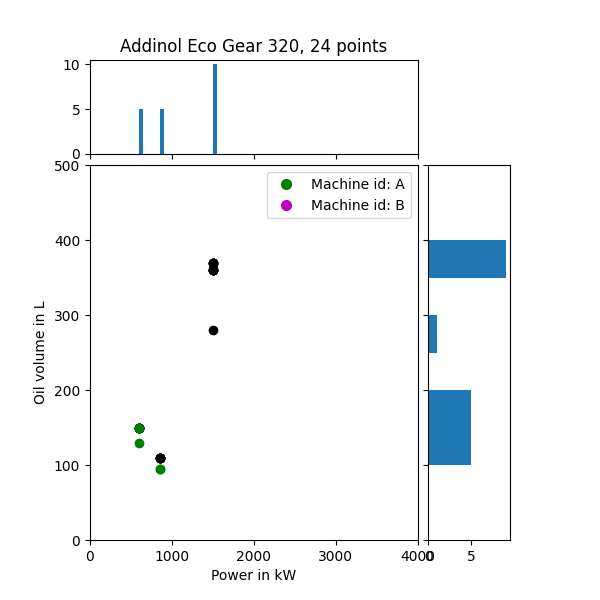 Addinol Eco Gear 320, 24 points
10
5
0
500
Machine id: A
Machine id: B
400
300
200
100
0
Oil volume in L
0 1000 2000 3000 4000 0 5
Power in kW